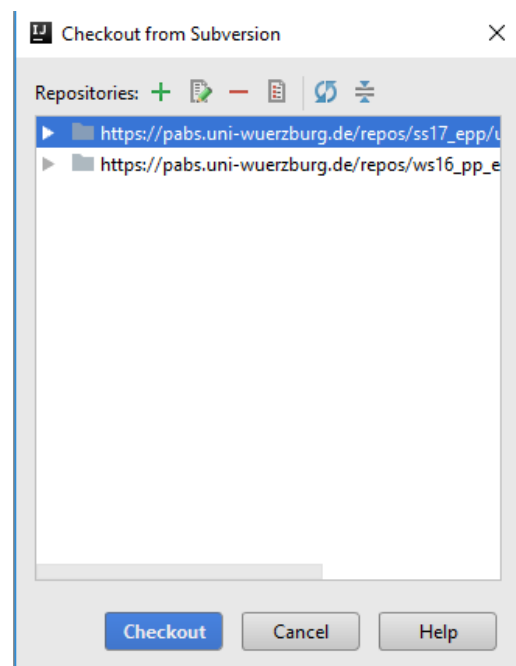 IJ Checkout from Subversion
Repositories:
https://pabs.uni-wuerzburg.de/repos/ss17_epp/u
https://pabs.uni-wuerzburg.de/repos/ws16_pp_e
Checkout Cancel Help